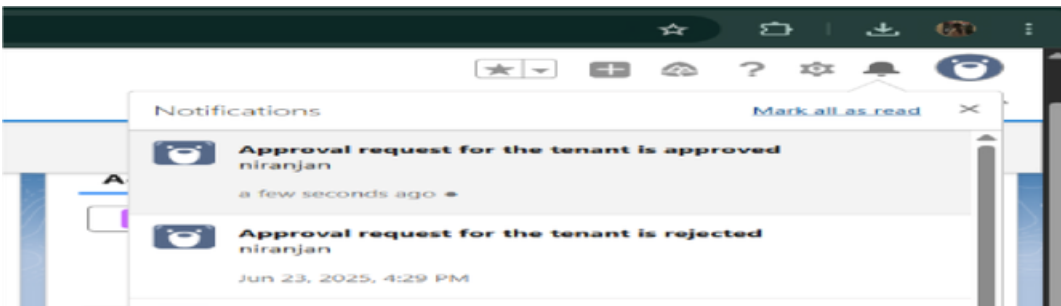 Notifications
Mark all as read
Approval request for the tenant is approved
niranjan
a few seconds ago
Approval request for the tenant is rejected
niranjan
Jun 23, 2025, 4:29 PM